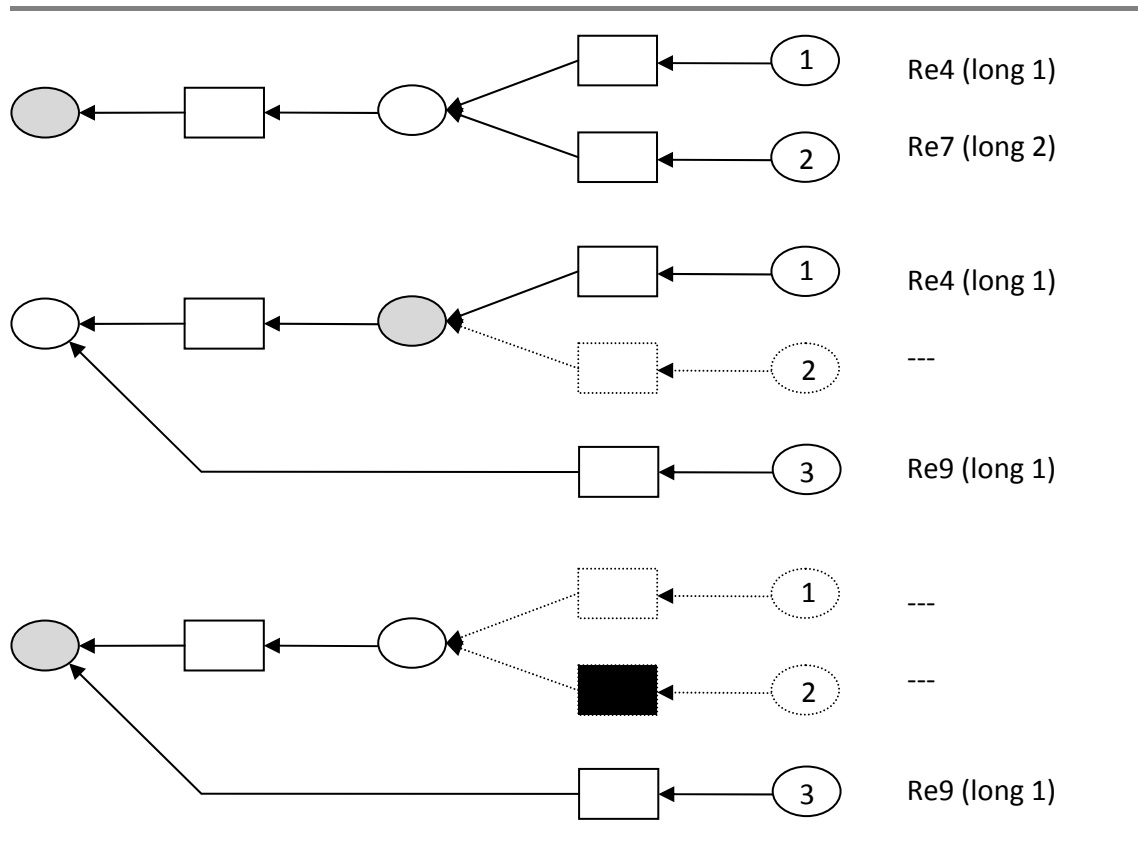 1 Re4 (long 1)
2 Re7 (long 2)
1 Re4 (long 1)
2 ---
3 Re9 (long 1)
1 ---
2 ---
3 Re9 (long 1)